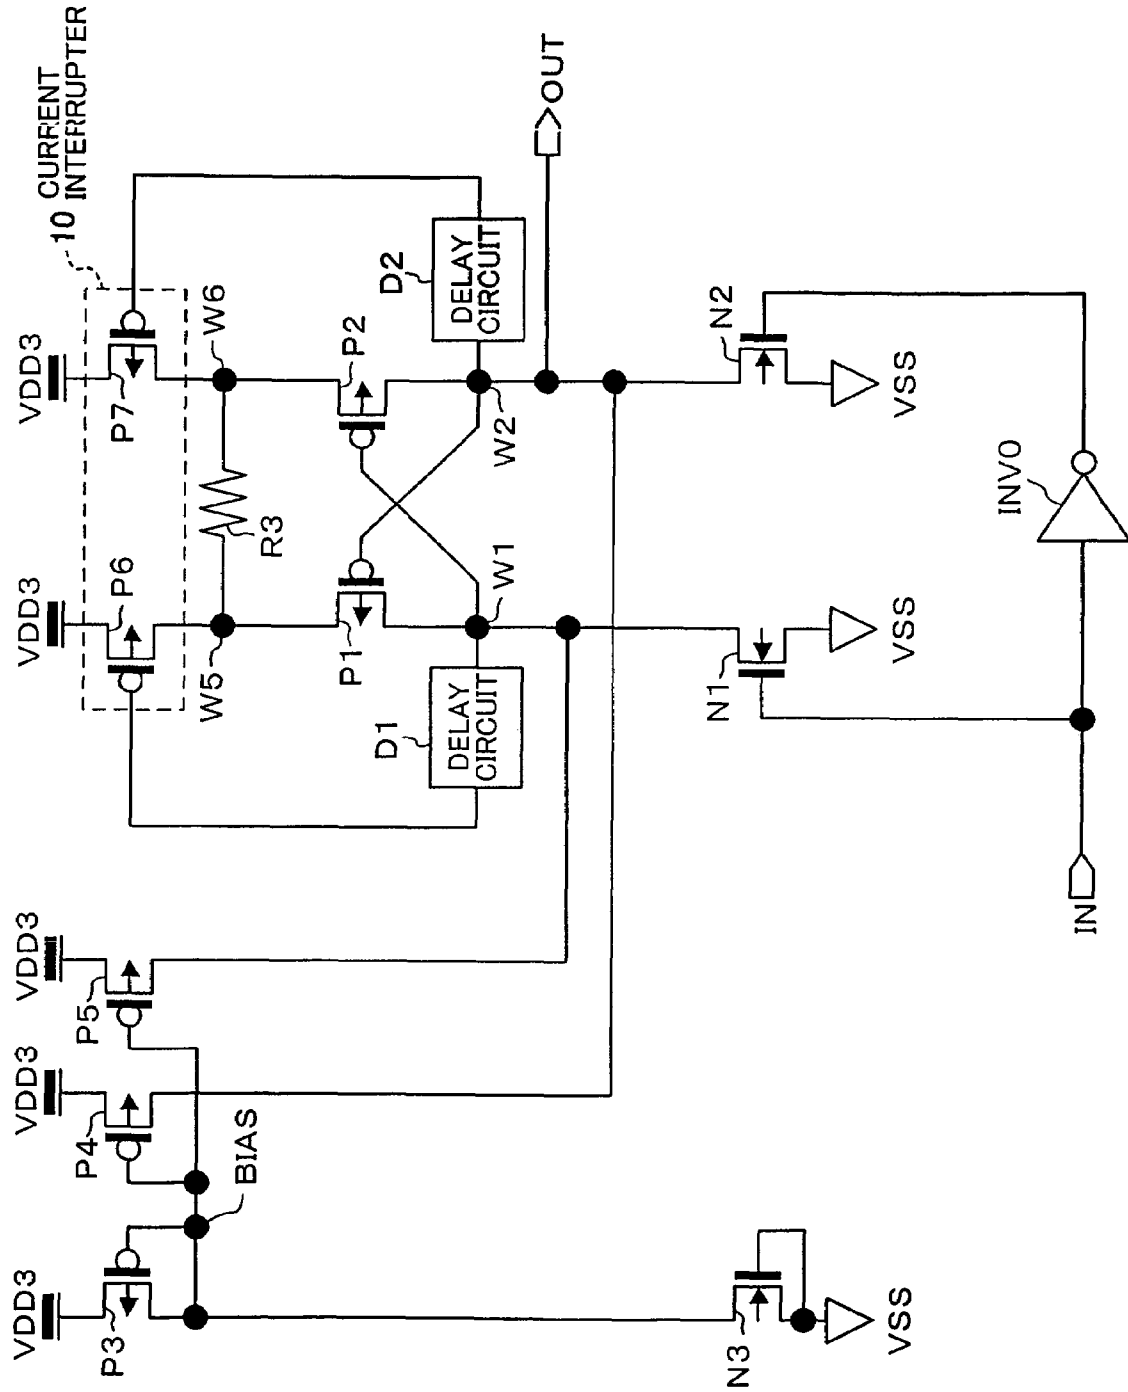 10 CURRENT
INTERRUPTER
VDD3
VDD3
VDD3
VDD3
VDD3
P3
P4
P5
P6
P7
BIAS
W5
R3
W6
P1
P2
D1
DELAY
CIRCUIT
W1
W2
D2
DELAY
CIRCUIT
OUT
N3
VSS
N1
VSS
N2
VSS
IN
INV0